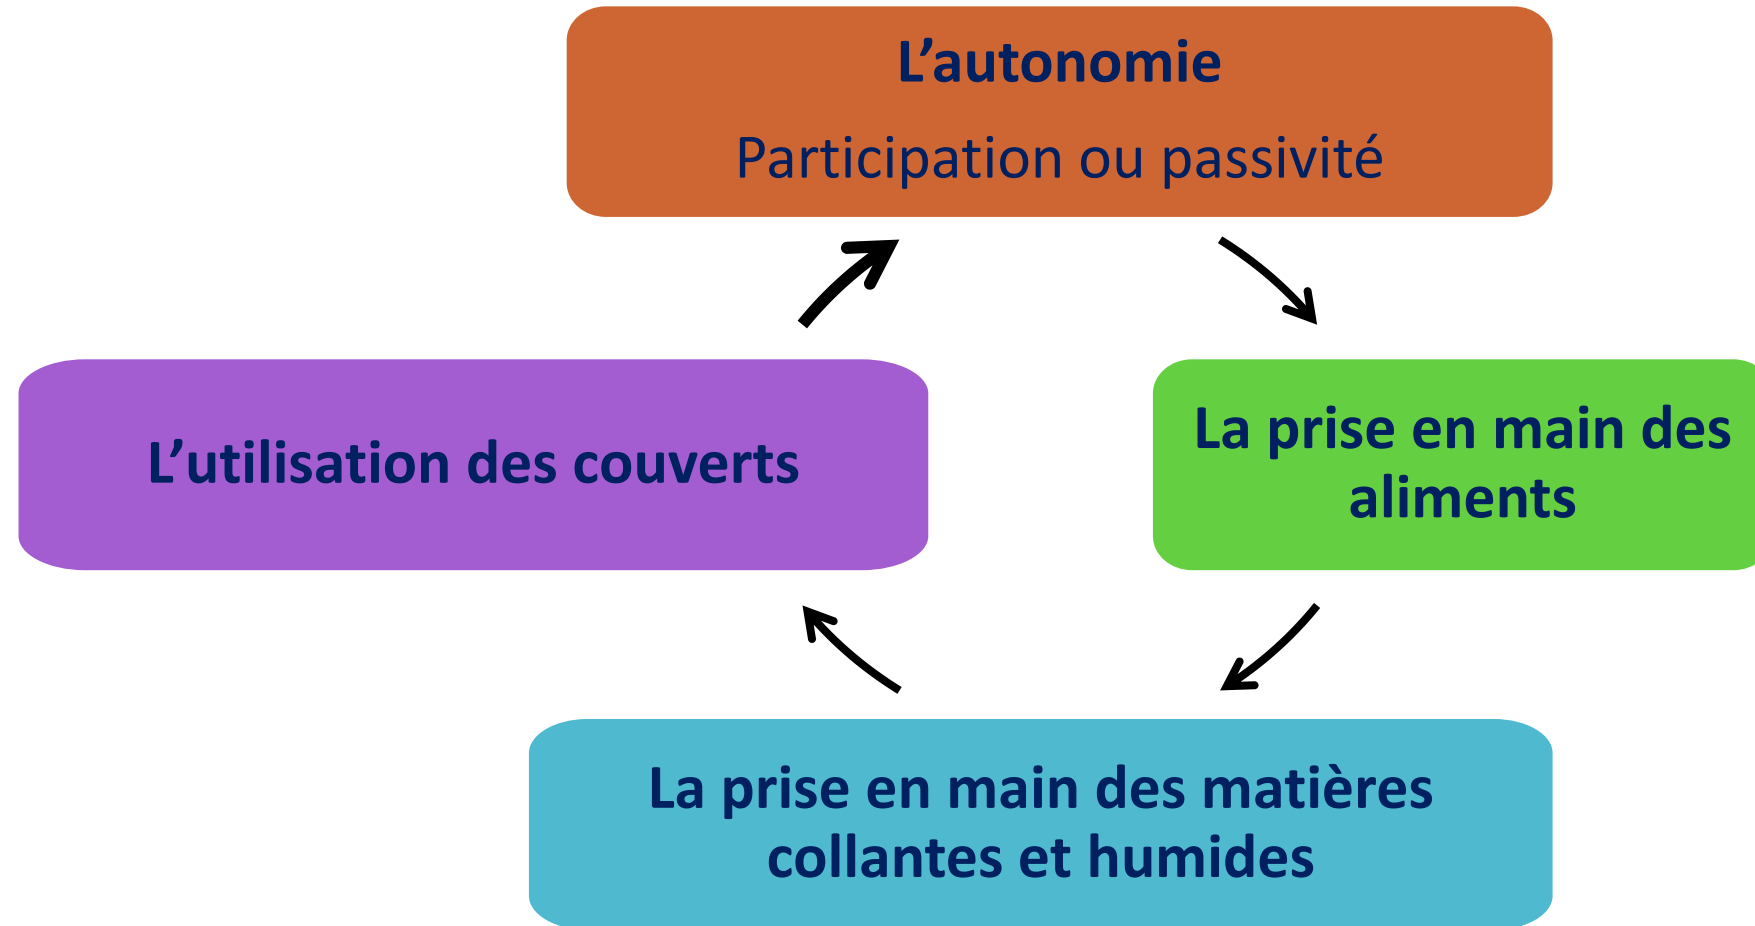 L’autonomie
Participation ou passivité
L’utilisation des couverts
La prise en main des
aliments
La prise en main des matières
collantes et humides